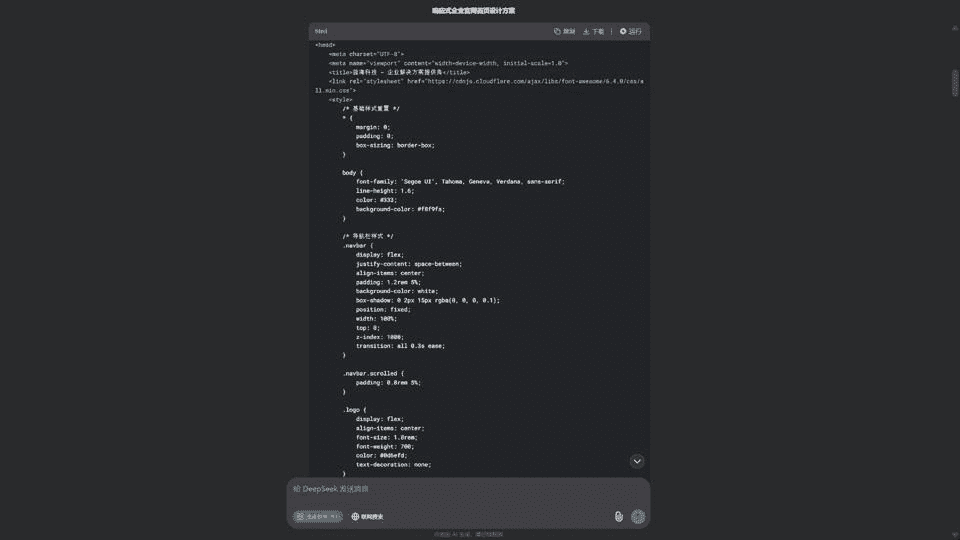 响应式企业官网首页设计方案
html 复制 下载 运行
<head>
<meta charset="UTF-8">
<meta name="viewport" content="width=device-width, initial-scale=1.0">
<title>蓝海科技 - 企业解决方案提供商</title>
<link rel="stylesheet" href="https://cdnjs.cloudflare.com/ajax/libs/font-awesome/6.4.0/css/a
ll.min.css">
<style>
/* 基础样式重置 */
* {
margin: 0;
padding: 0;
box-sizing: border-box;
}
body {
font-family: 'Segoe UI', Tahoma, Geneva, Verdana, sans-serif;
line-height: 1.6;
color: #333;
background-color: #f8f9fa;
}
/* 导航栏样式 */
.navbar {
display: flex;
justify-content: space-between;
align-items: center;
padding: 1.2rem 5%;
background-color: white;
box-shadow: 0 2px 15px rgba(0, 0, 0, 0.1);
position: fixed;
width: 100%;
top: 0;
z-index: 1000;
transition: all 0.3s ease;
}
.navbar.scrolled {
padding: 0.8rem 5%;
}
.logo {
display: flex;
align-items: center;
font-size: 1.8rem;
font-weight: 700;
color: #0d6efd;
text-decoration: none;
}
给 DeepSeek 发送消息
联网搜索